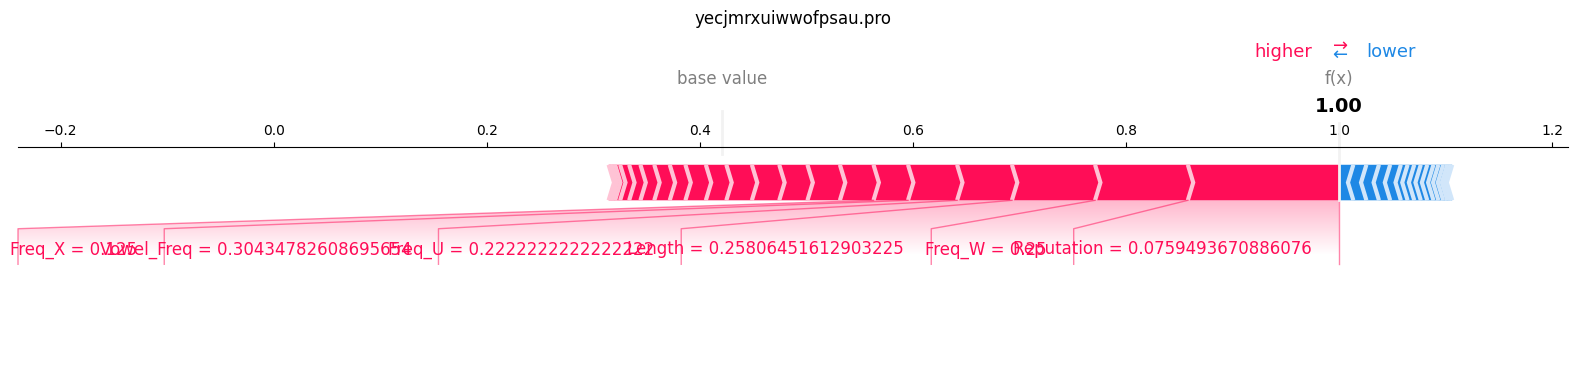 yecjmrxuiwwofpsau.pro
higher ⇄ lower
base value f(x)
1.00
−0.2 0.0 0.2 0.4 0.6 0.8 1.0 1.2
Freq_X = 0.125 Vowel_Freq = 0.30434782608695654 Freq_U = 0.2222222222222222 Length = 0.25806451612903225 Freq_W = 0.25 Reputation = 0.0759493670886076